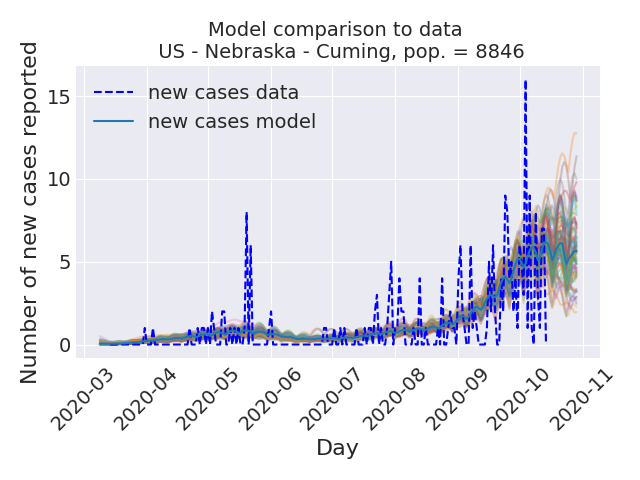 Model comparison to data
US - Nebraska - Cuming, pop. = 8846
new cases data
new cases model
Number of new cases reported
15
10
5
0
2020-03
2020-04
2020-05
2020-06
2020-07
2020-08
2020-09
2020-10
2020-11
Day